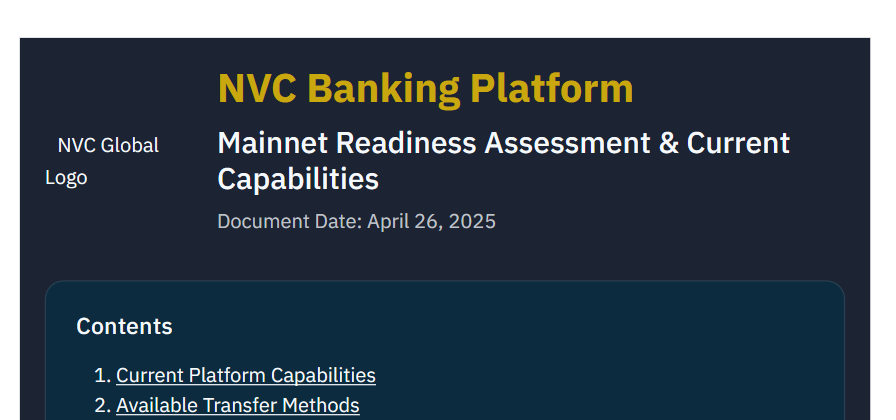 NVC Banking Platform
NVC Global
Logo
Mainnet Readiness Assessment & Current
Capabilities
Document Date: April 26, 2025
Contents
1. Current Platform Capabilities
2. Available Transfer Methods